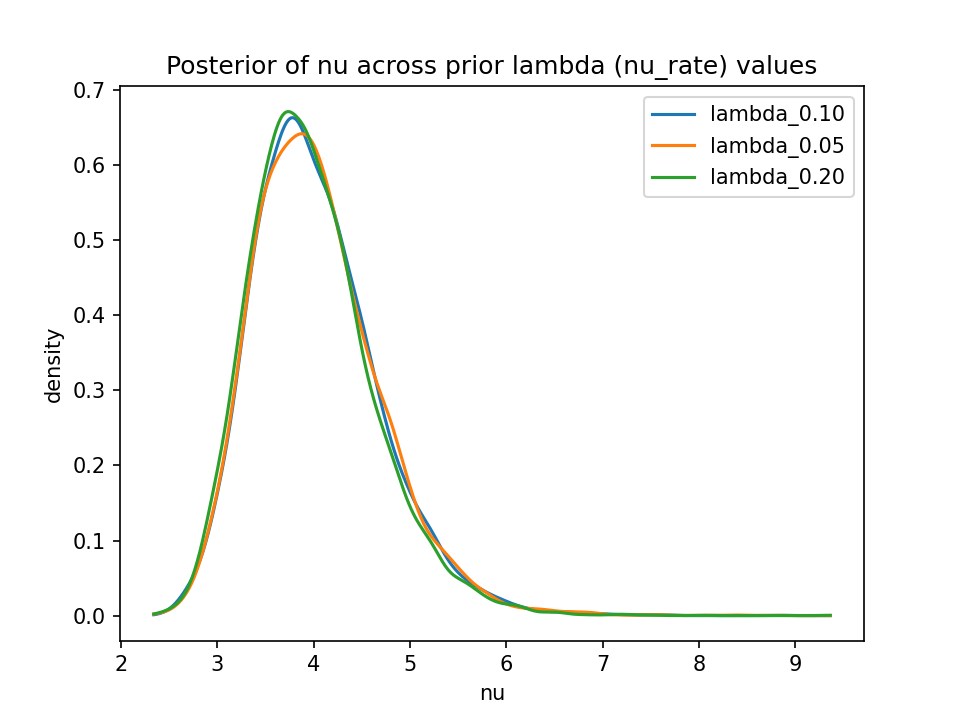 Posterior of nu across prior lambda (nu_rate) values
0.7
0.6
0.5
0.4
0.3
0.2
0.1
0.0
density
lambda_0.10
lambda_0.05
lambda_0.20
2 3 4 5 6 7 8 9
nu